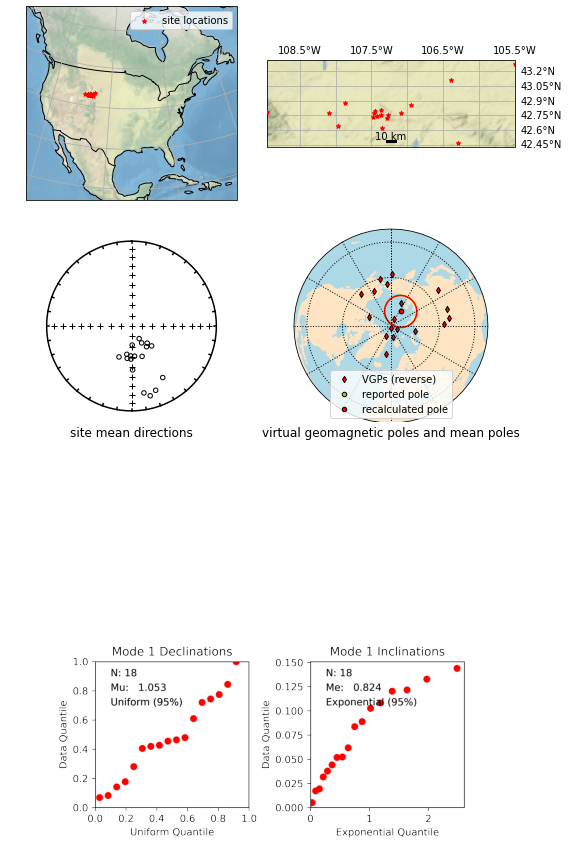 site locations
108.5°W 107.5°W 106.5°W 105.5°W
43.2°N
43.05°N
42.9°N
42.75°N
42.6°N
42.45°N
10 km
site mean directions
VGPs (reverse)
reported pole
recalculated pole
virtual geomagnetic poles and mean poles
Mode 1 Declinations
N: 18
Mu: 1.053
Uniform (95%)
Data Quantile
1.0
0.8
0.6
0.4
0.2
0.0
0.0 0.2 0.4 0.6 0.8 1.0
Uniform Quantile
Mode 1 Inclinations
N: 18
Me: 0.824
Exponential (95%)
Data Quantile
0.150
0.125
0.100
0.075
0.050
0.025
0.000
0 1 2
Exponential Quantile